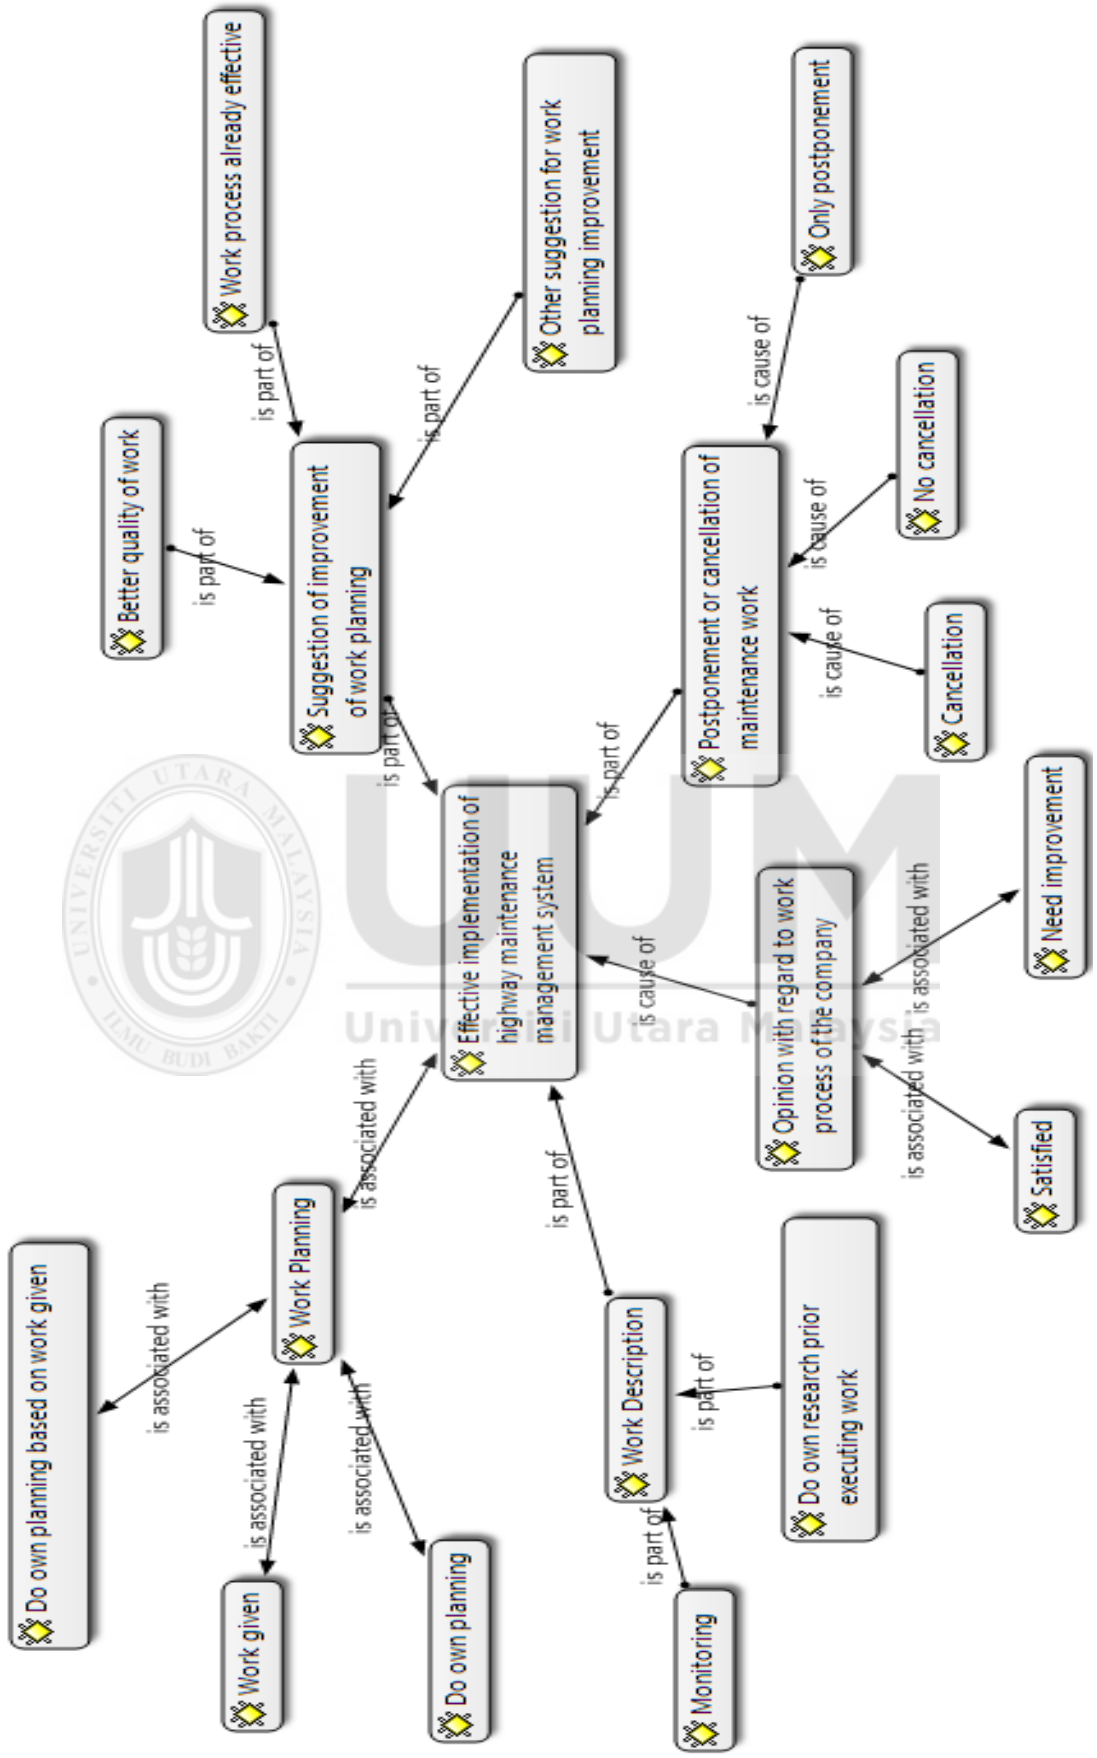 Do own planning based on work given
is associated with
Work given
is associated with
Work Planning
Do own planning
is associated with
is associated with
Better quality of work
is part of
Work process already effective
is part of
Suggestion of improvement
of work planning
is part of
Other suggestion for work
planning improvement
is part of
Effective implementation of
highway maintenance
management system
is part of
Work Description
Monitoring
is part of
Do own research prior
executing work
is part of
is cause of
Opinion with regard to work
process of the company
is associated with
Satisfied
is associated with
Need improvement
is part of
Postponement or cancellation of
maintenance work
is cause of
Only postponement
is cause of
No cancellation
is cause of
Cancellation
UNIVERSITI UTARA MALAYSIA
ILMU BUDI BAKTI
UUM
Universiti Utara Malaysia